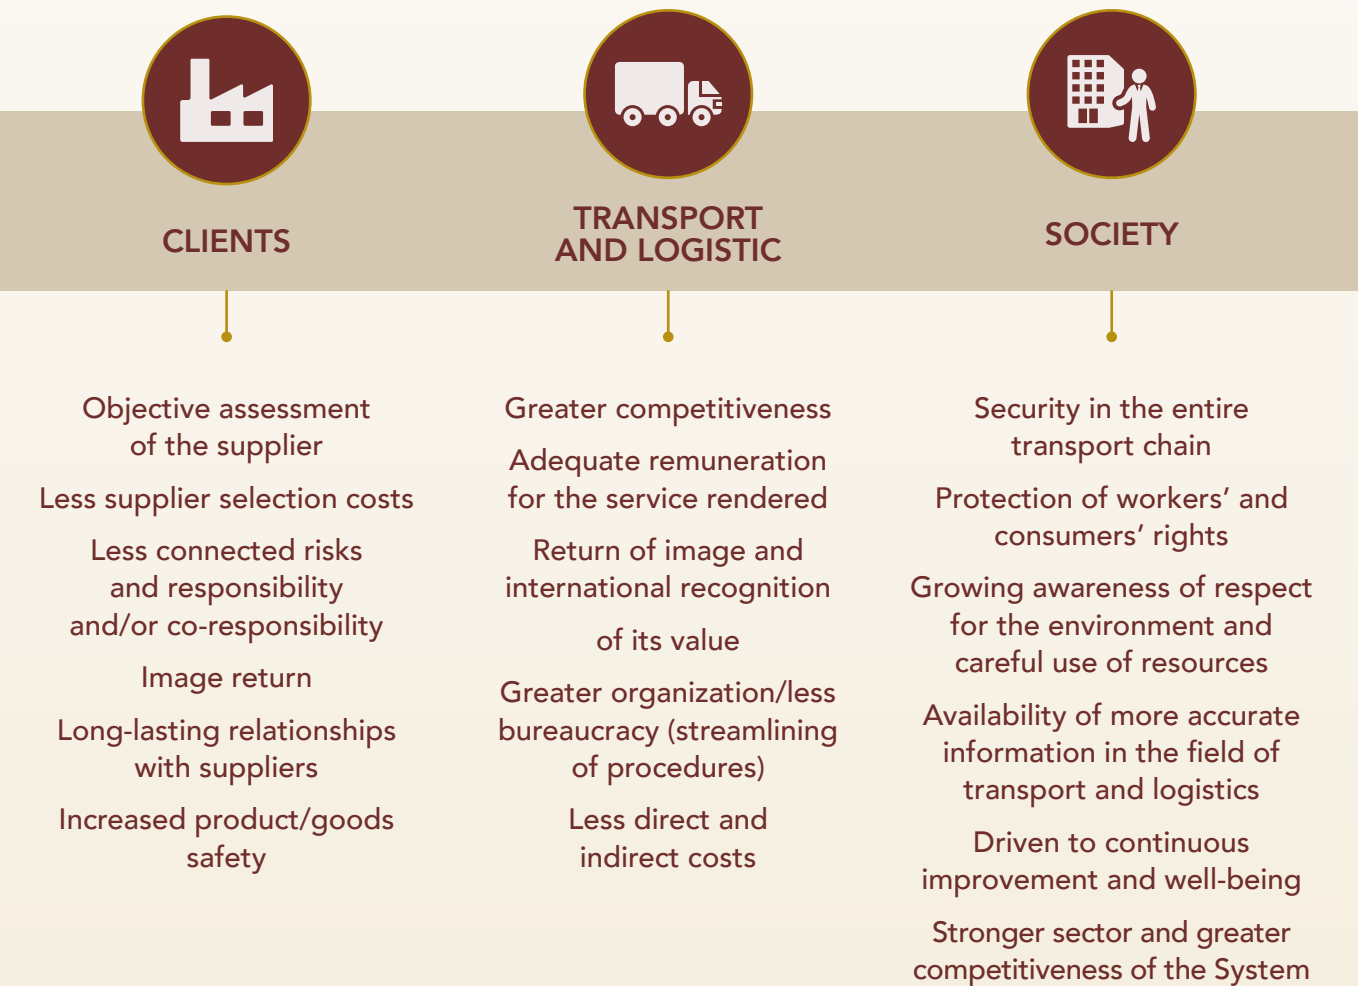 CLIENTS
Objective assessment
of the supplier
Less supplier selection costs
Less connected risks
and responsibility
and/or co-responsibility
Image return
Long-lasting relationships
with suppliers
Increased product/goods
safety
TRANSPORT
AND LOGISTIC
Greater competitiveness
Adequate remuneration
for the service rendered
Return of image and
international recognition
of its value
Greater organization/less
bureaucracy (streamlining
of procedures)
Less direct and
indirect costs
SOCIETY
Security in the entire
transport chain
Protection of workers’ and
consumers’ rights
Growing awareness of respect
for the environment and
careful use of resources
Availability of more accurate
information in the field of
transport and logistics
Driven to continuous
improvement and well-being
Stronger sector and greater
competitiveness of the System